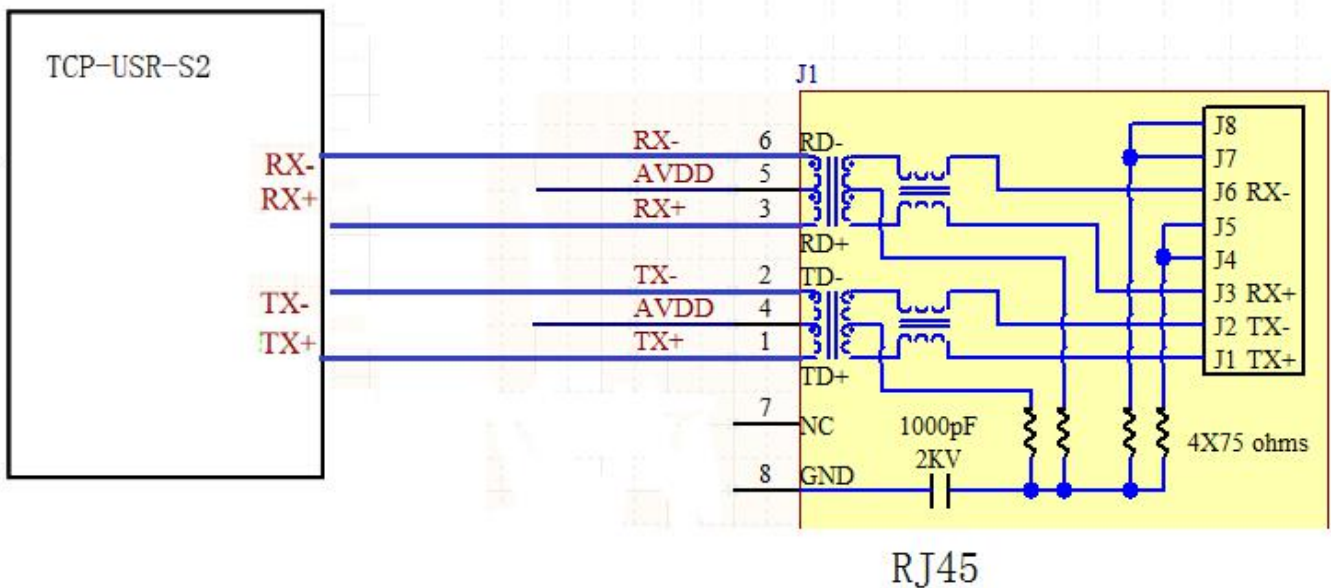 TCP-USR-S2
J1
RX-
RX+
TX-
TX+
RX- 6 RD-
AVDD 5
RX+ 3
RD+
TX- 2 TD-
AVDD 4
TX+ 1
TD+
7 NC
8 GND
1000pF
2KV
4X75 ohms
J8
J7
J6 RX-
J5
J4
J3 RX+
J2 TX-
J1 TX+
RJ45